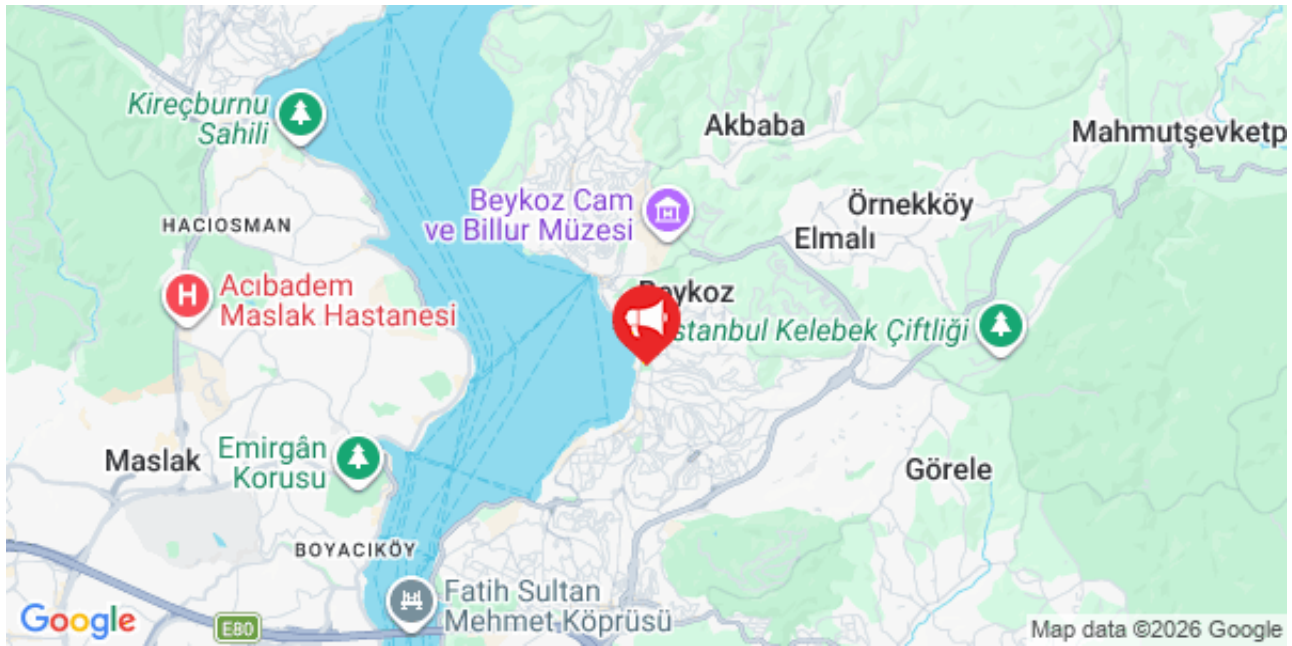 Kireçburnu
Sahili
Akbaba
Mahmutşevketp
Beykoz Cam
ve Billur Müzesi
Örnekköy
HACIOSMAN
Elmalı
Acıbadem
Maslak Hastanesi
Beykoz
stanbul Kelebek Çiftliği
Emirgân
Korusu
Maslak
Görele
BOYACIKÖY
Fatih Sultan
Mehmet Köprüsü
Google
E80
Map data ©2026 Google